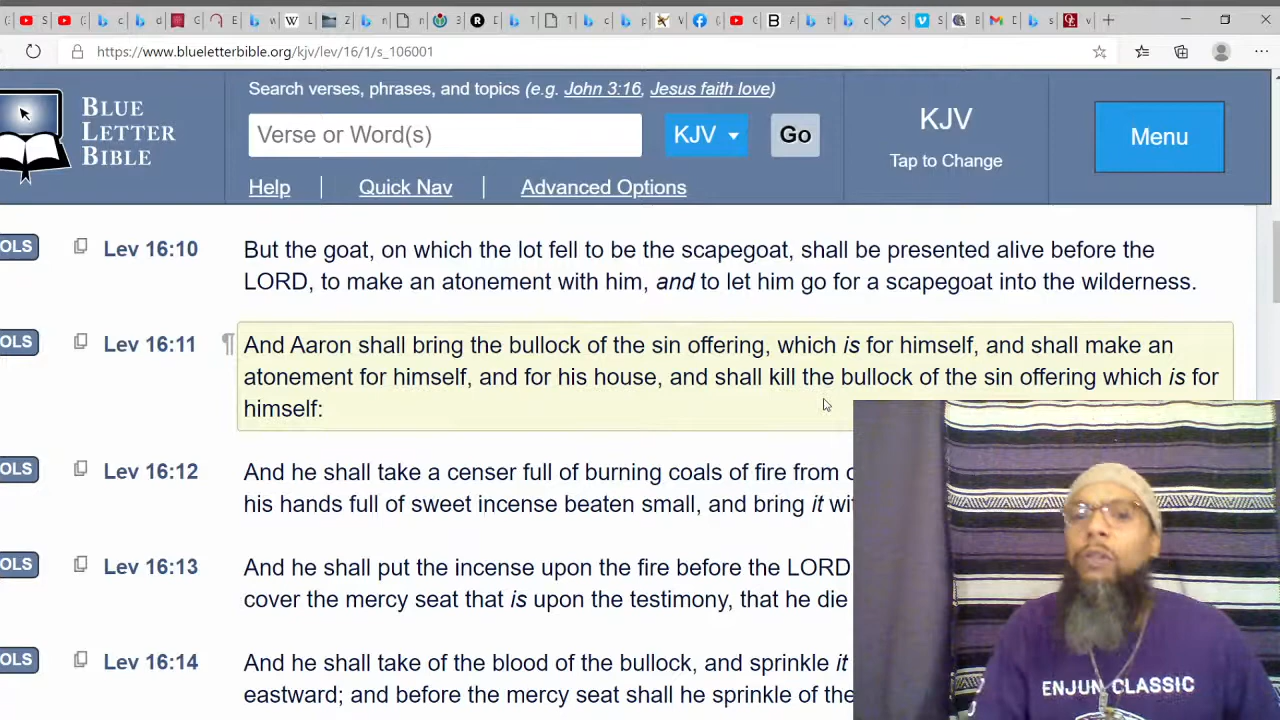 https://www.blueletterbible.org/kjv/lev/16/1/s_106001
BLUE
LETTER
BIBLE
Search verses, phrases, and topics (e.g. John 3:16, Jesus faith love)
Verse or Word(s)
KJV
Go
Help | Quick Nav | Advanced Options
KJV
Tap to Change
Menu
OLS Lev 16:10 But the goat, on which the lot fell to be the scapegoat, shall be presented alive before the
LORD, to make an atonement with him, and to let him go for a scapegoat into the wilderness.
OLS Lev 16:11 ¶ And Aaron shall bring the bullock of the sin offering, which is for himself, and shall make an
atonement for himself, and for his house, and shall kill the bullock of the sin offering which is for
himself:
OLS Lev 16:12 And he shall take a censer full of burning coals of fire from
his hands full of sweet incense beaten small, and bring it
OLS Lev 16:13 And he shall put the incense upon the fire before the LORD
cover the mercy seat that is upon the testimony, that he die
OLS Lev 16:14 And he shall take of the blood of the bullock, and sprinkle it
eastward; and before the mercy seat shall he sprinkle of the
ENJUN CLASSIC